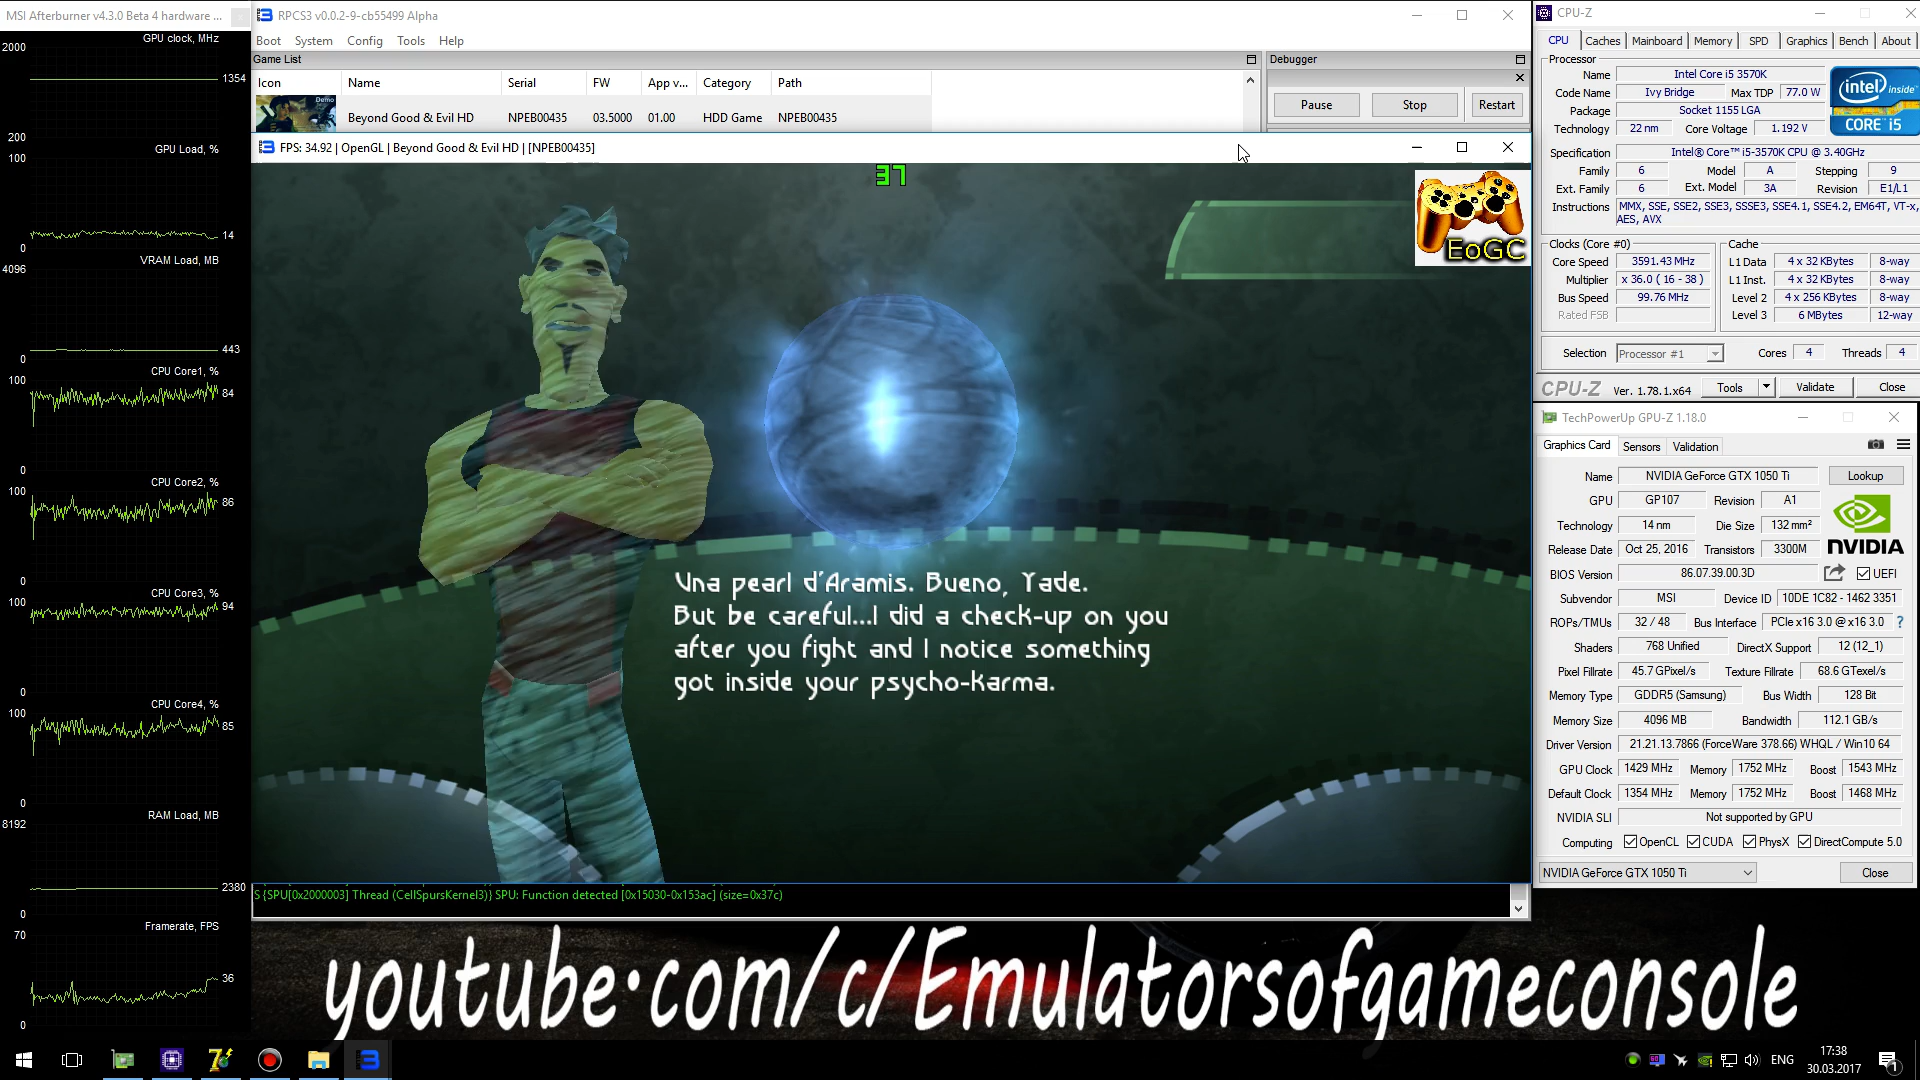 MSI Afterburner v4.3.0 Beta 4 hardware ...
GPU clock, MHz
2000
1354
200
GPU Load, %
100
14
0
VRAM Load, MB
4096
443
0
CPU Core1, %
100
84
0
CPU Core2, %
100
86
0
CPU Core3, %
100
94
0
CPU Core4, %
100
85
0
RAM Load, MB
8192
2380
0
Framerate, FPS
70
36
0
RPCS3 v0.0.2-9-cb55499 Alpha
Boot System Config Tools Help
Game List
Icon Name Serial FW App v... Category Path
Demo
Beyond Good & Evil HD NPEB00435 03.5000 01.00 HDD Game NPEB00435
Debugger
Pause Stop Restart
FPS: 34.92 | OpenGL | Beyond Good & Evil HD | [NPEB00435]
37
EoGC
Una pearl d'Aramis. Bueno, Yade.
But be careful...I did a check-up on you
after you fight and I notice something
got inside your psycho-karma.
S {SPU[0x2000003] Thread (CellSpursKernel3)} SPU: Function detected [0x15030-0x153ac] (size=0x37c)
youtube.com/c/Emulatorsofgameconsole
CPU-Z
CPU Caches Mainboard Memory SPD Graphics Bench About
Processor
Name Intel Core i5 3570K
Code Name Ivy Bridge Max TDP 77.0 W
Package Socket 1155 LGA
Technology 22 nm Core Voltage 1.192 V
intel inside™
CORE i5
Specification Intel® Core™ i5-3570K CPU @ 3.40GHz
Family 6 Model A Stepping 9
Ext. Family 6 Ext. Model 3A Revision E1/L1
Instructions MMX, SSE, SSE2, SSE3, SSSE3, SSE4.1, SSE4.2, EM64T, VT-x,
AES, AVX
Clocks (Core #0)
Core Speed 3591.43 MHz
Multiplier x 36.0 ( 16 - 38 )
Bus Speed 99.76 MHz
Rated FSB
Cache
L1 Data 4 x 32 KBytes 8-way
L1 Inst. 4 x 32 KBytes 8-way
Level 2 4 x 256 KBytes 8-way
Level 3 6 MBytes 12-way
Selection Processor #1 Cores 4 Threads 4
CPU-Z Ver. 1.78.1.x64 Tools Validate Close
TechPowerUp GPU-Z 1.18.0
Graphics Card Sensors Validation
Name NVIDIA GeForce GTX 1050 Ti Lookup
GPU GP107 Revision A1
Technology 14 nm Die Size 132 mm²
Release Date Oct 25, 2016 Transistors 3300M
NVIDIA
BIOS Version 86.07.39.00.3D UEFI
Subvendor MSI Device ID 10DE 1C82 - 1462 3351
ROPs/TMUs 32 / 48 Bus Interface PCIe x16 3.0 @ x16 3.0 ?
Shaders 768 Unified DirectX Support 12 (12_1)
Pixel Fillrate 45.7 GPixel/s Texture Fillrate 68.6 GTexel/s
Memory Type GDDR5 (Samsung) Bus Width 128 Bit
Memory Size 4096 MB Bandwidth 112.1 GB/s
Driver Version 21.21.13.7866 (ForceWare 378.66) WHQL / Win10 64
GPU Clock 1429 MHz Memory 1752 MHz Boost 1543 MHz
Default Clock 1354 MHz Memory 1752 MHz Boost 1468 MHz
NVIDIA SLI Not supported by GPU
Computing OpenCL CUDA PhysX DirectCompute 5.0
NVIDIA GeForce GTX 1050 Ti Close
ENG
17:38
30.03.2017
1